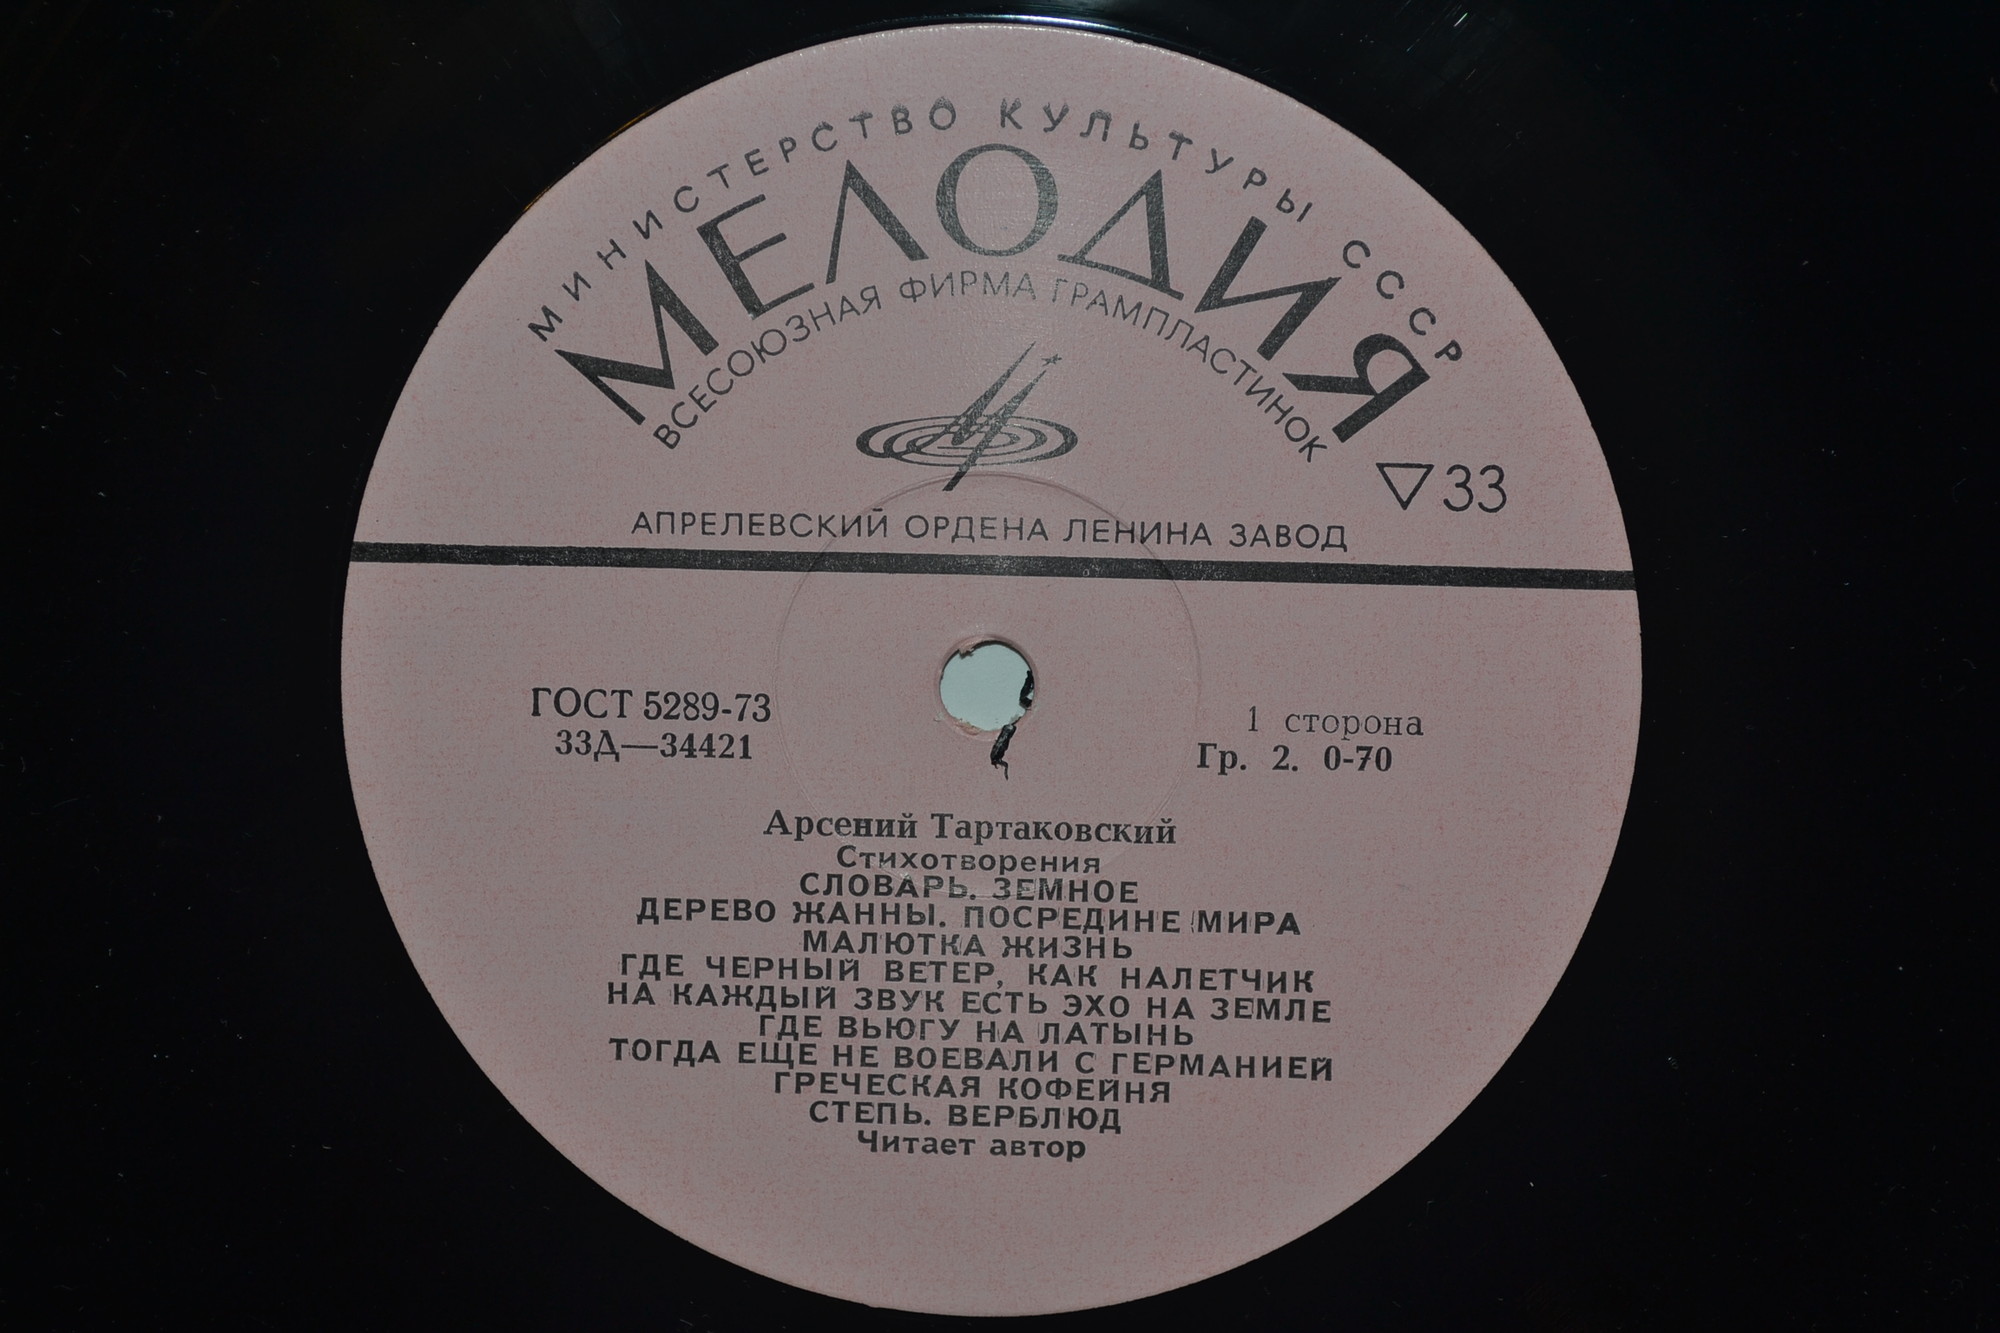 МИНИСТЕРСТВО КУЛЬТУРЫ СССР
МЕЛОДИЯ
ВСЕСОЮЗНАЯ ФИРМА ГРАМПЛАСТИНОК
33
АПРЕЛЕВСКИЙ ОРДЕНА ЛЕНИНА ЗАВОД
ГОСТ 5289-73
33Д—34421
1 сторона
Гр. 2. 0-70
Арсений Тартаковский
Стихотворения
СЛОВАРЬ. ЗЕМНОЕ
ДЕРЕВО ЖАННЫ. ПОСРЕДИНЕ МИРА
МАЛЮТКА ЖИЗНЬ
ГДЕ ЧЕРНЫЙ ВЕТЕР, КАК НАЛЕТЧИК
НА КАЖДЫЙ ЗВУК ЕСТЬ ЭХО НА ЗЕМЛЕ
ГДЕ ВЬЮГУ НА ЛАТЫНЬ
ТОГДА ЕЩЕ НЕ ВОЕВАЛИ С ГЕРМАНИЕЙ
ГРЕЧЕСКАЯ КОФЕЙНЯ
СТЕПЬ. ВЕРБЛЮД
Читает автор